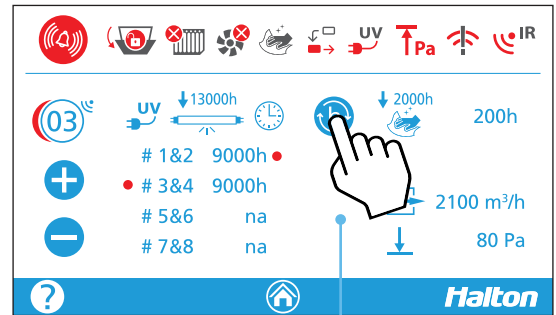 UV Pa IR
03 UV 13000h 2000h 200h
# 1&2 9000h
# 3&4 9000h
# 5&6 na 2100 m³/h
# 7&8 na 80 Pa
? Halton